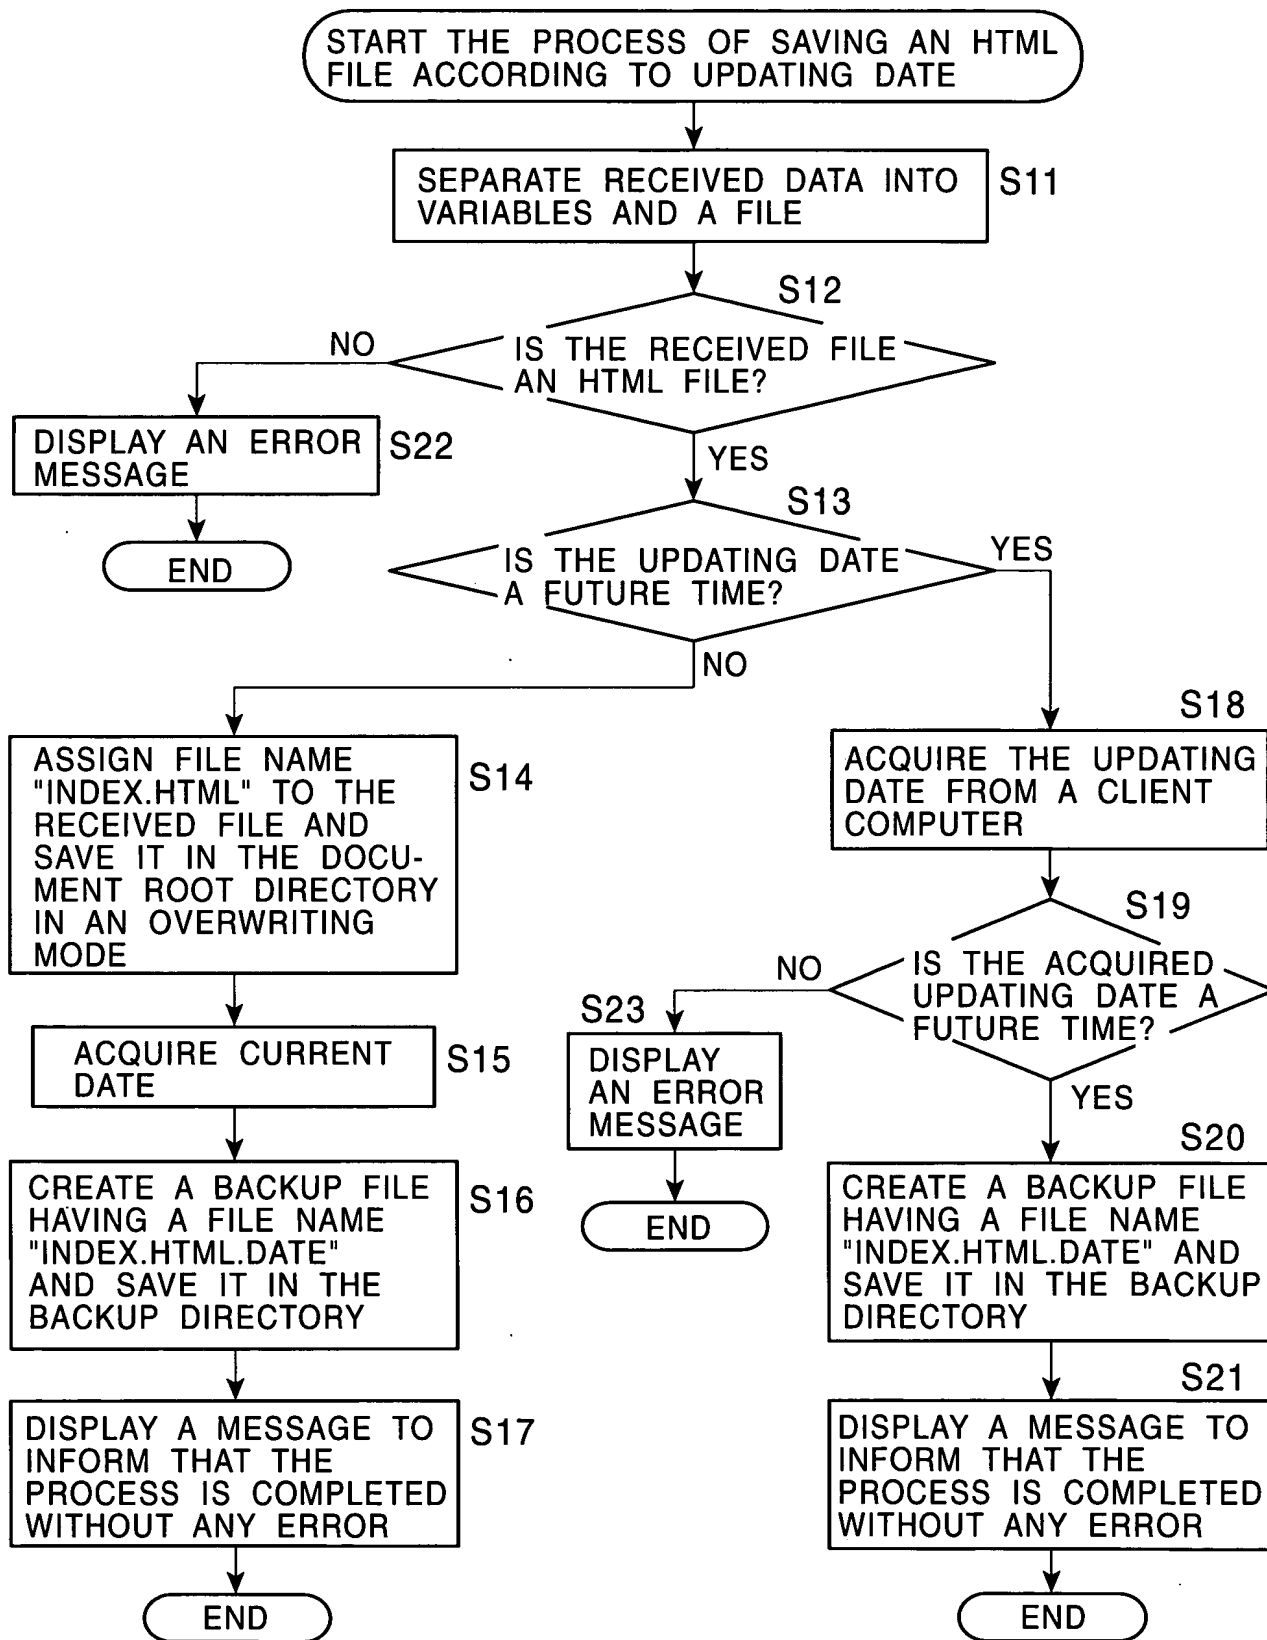 START THE PROCESS OF SAVING AN HTML
FILE ACCORDING TO UPDATING DATE
SEPARATE RECEIVED DATA INTO
VARIABLES AND A FILE
S11
S12
IS THE RECEIVED FILE
AN HTML FILE?
NO
YES
DISPLAY AN ERROR
MESSAGE
S22
END
S13
IS THE UPDATING DATE
A FUTURE TIME?
YES
NO
ASSIGN FILE NAME
"INDEX.HTML" TO THE
RECEIVED FILE AND
SAVE IT IN THE DOCU-
MENT ROOT DIRECTORY
IN AN OVERWRITING
MODE
S14
ACQUIRE CURRENT
DATE
S15
CREATE A BACKUP FILE
HAVING A FILE NAME
"INDEX.HTML.DATE"
AND SAVE IT IN THE
BACKUP DIRECTORY
S16
DISPLAY A MESSAGE TO
INFORM THAT THE
PROCESS IS COMPLETED
WITHOUT ANY ERROR
S17
END
S18
ACQUIRE THE UPDATING
DATE FROM A CLIENT
COMPUTER
S19
IS THE ACQUIRED
UPDATING DATE A
FUTURE TIME?
NO
YES
S23
DISPLAY
AN ERROR
MESSAGE
END
S20
CREATE A BACKUP FILE
HAVING A FILE NAME
"INDEX.HTML.DATE" AND
SAVE IT IN THE BACKUP
DIRECTORY
S21
DISPLAY A MESSAGE TO
INFORM THAT THE
PROCESS IS COMPLETED
WITHOUT ANY ERROR
END